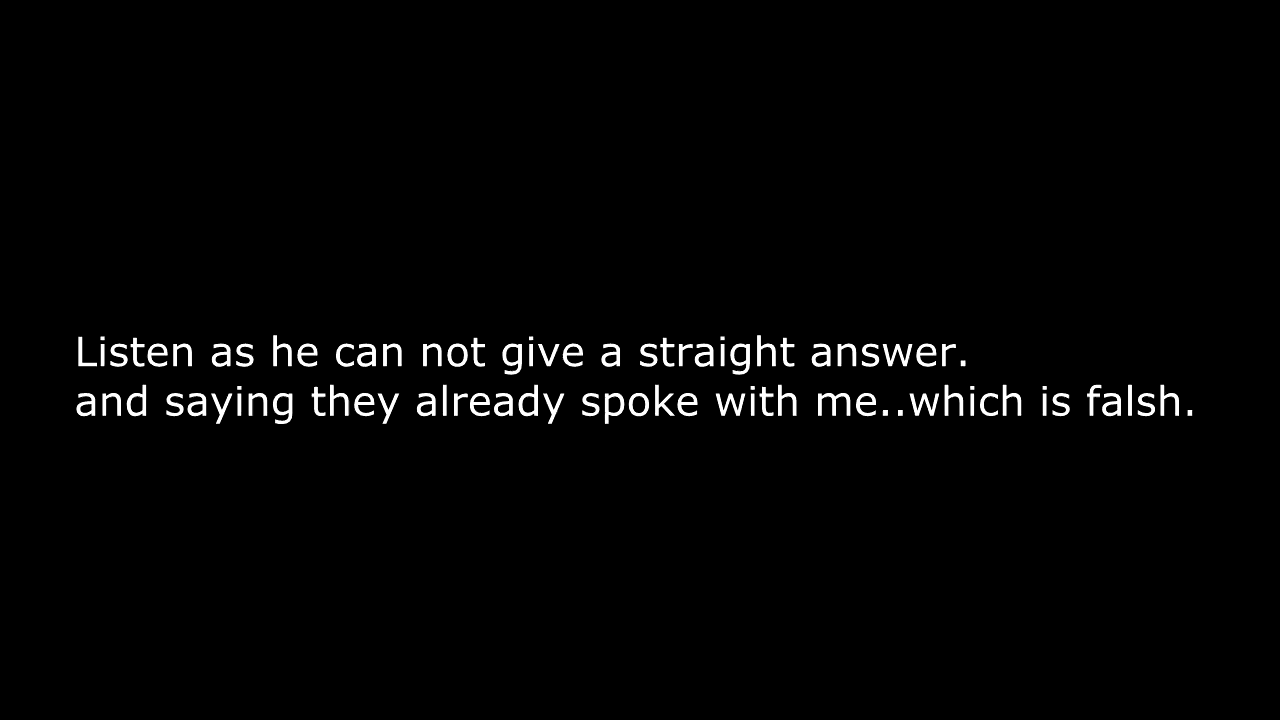 Listen as he can not give a straight answer.
and saying they already spoke with me..which is falsh.